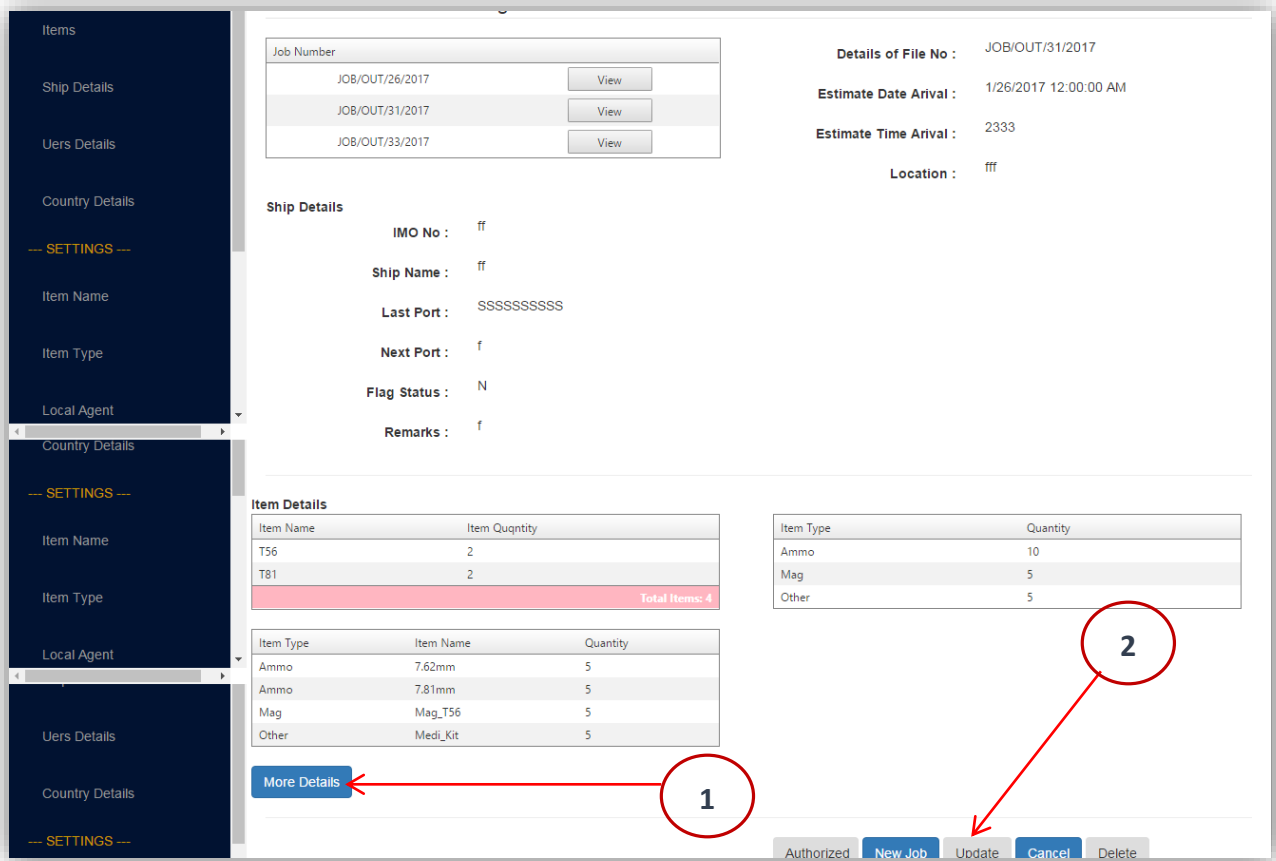 Items
Ship Details
Uers Details
Country Details
--- SETTINGS ---
Item Name
Item Type
Local Agent
Country Details
--- SETTINGS ---
Item Name
Item Type
Local Agent
Uers Details
Country Details
--- SETTINGS ---
Job Number
JOB/OUT/26/2017 View
JOB/OUT/31/2017 View
JOB/OUT/33/2017 View
Details of File No : JOB/OUT/31/2017
Estimate Date Arival : 1/26/2017 12:00:00 AM
Estimate Time Arival : 2333
Location : fff
Ship Details
IMO No : ff
Ship Name : ff
Last Port : SSSSSSSSSS
Next Port : f
Flag Status : N
Remarks : f
Item Details
Item Name Item Quqntity
T56 2
T81 2
Total Items: 4
Item Type Quantity
Ammo 10
Mag 5
Other 5
Item Type Item Name Quantity
Ammo 7.62mm 5
Ammo 7.81mm 5
Mag Mag_T56 5
Other Medi_Kit 5
2
More Details
1
Authorized New Job Update Cancel Delete